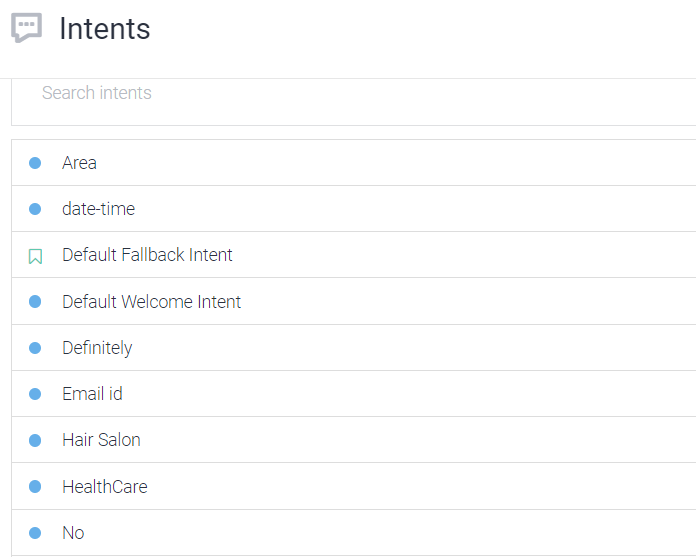 Intents
Search intents
Area
date-time
Default Fallback Intent
Default Welcome Intent
Definitely
Email id
Hair Salon
HealthCare
No